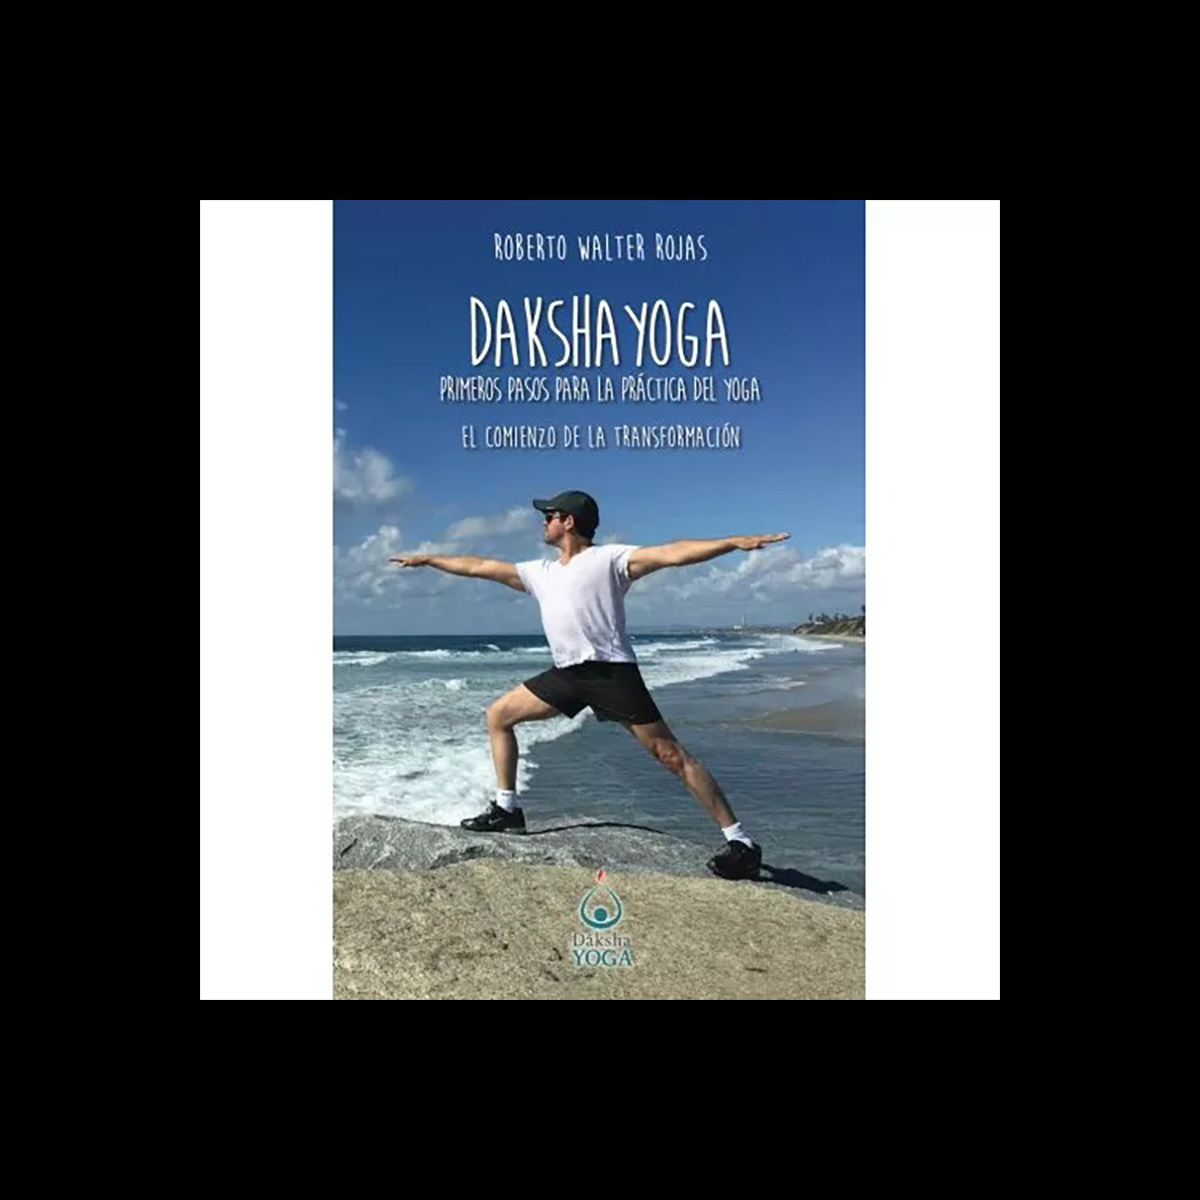 ROBERTO WALTER ROJAS
DAKSHA YOGA
PRIMEROS PASOS PARA LA PRÁCTICA DEL YOGA
EL COMIENZO DE LA TRANSFORMACIÓN
Daksha
YOGA